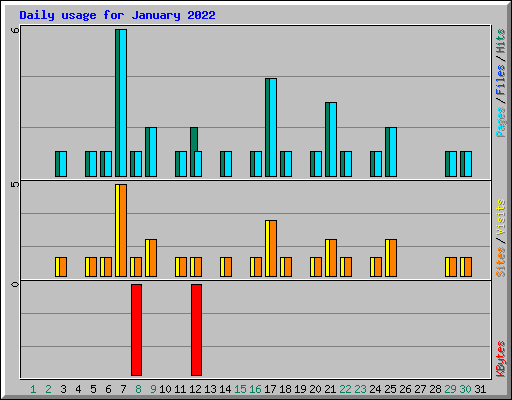 Daily usage for January 2022
6
5
0
Pages / Files / Hits
Sites / Visits
KBytes
1 2 3 4 5 6 7 8 9 10 11 12 13 14 15 16 17 18 19 20 21 22 23 24 25 26 27 28 29 30 31